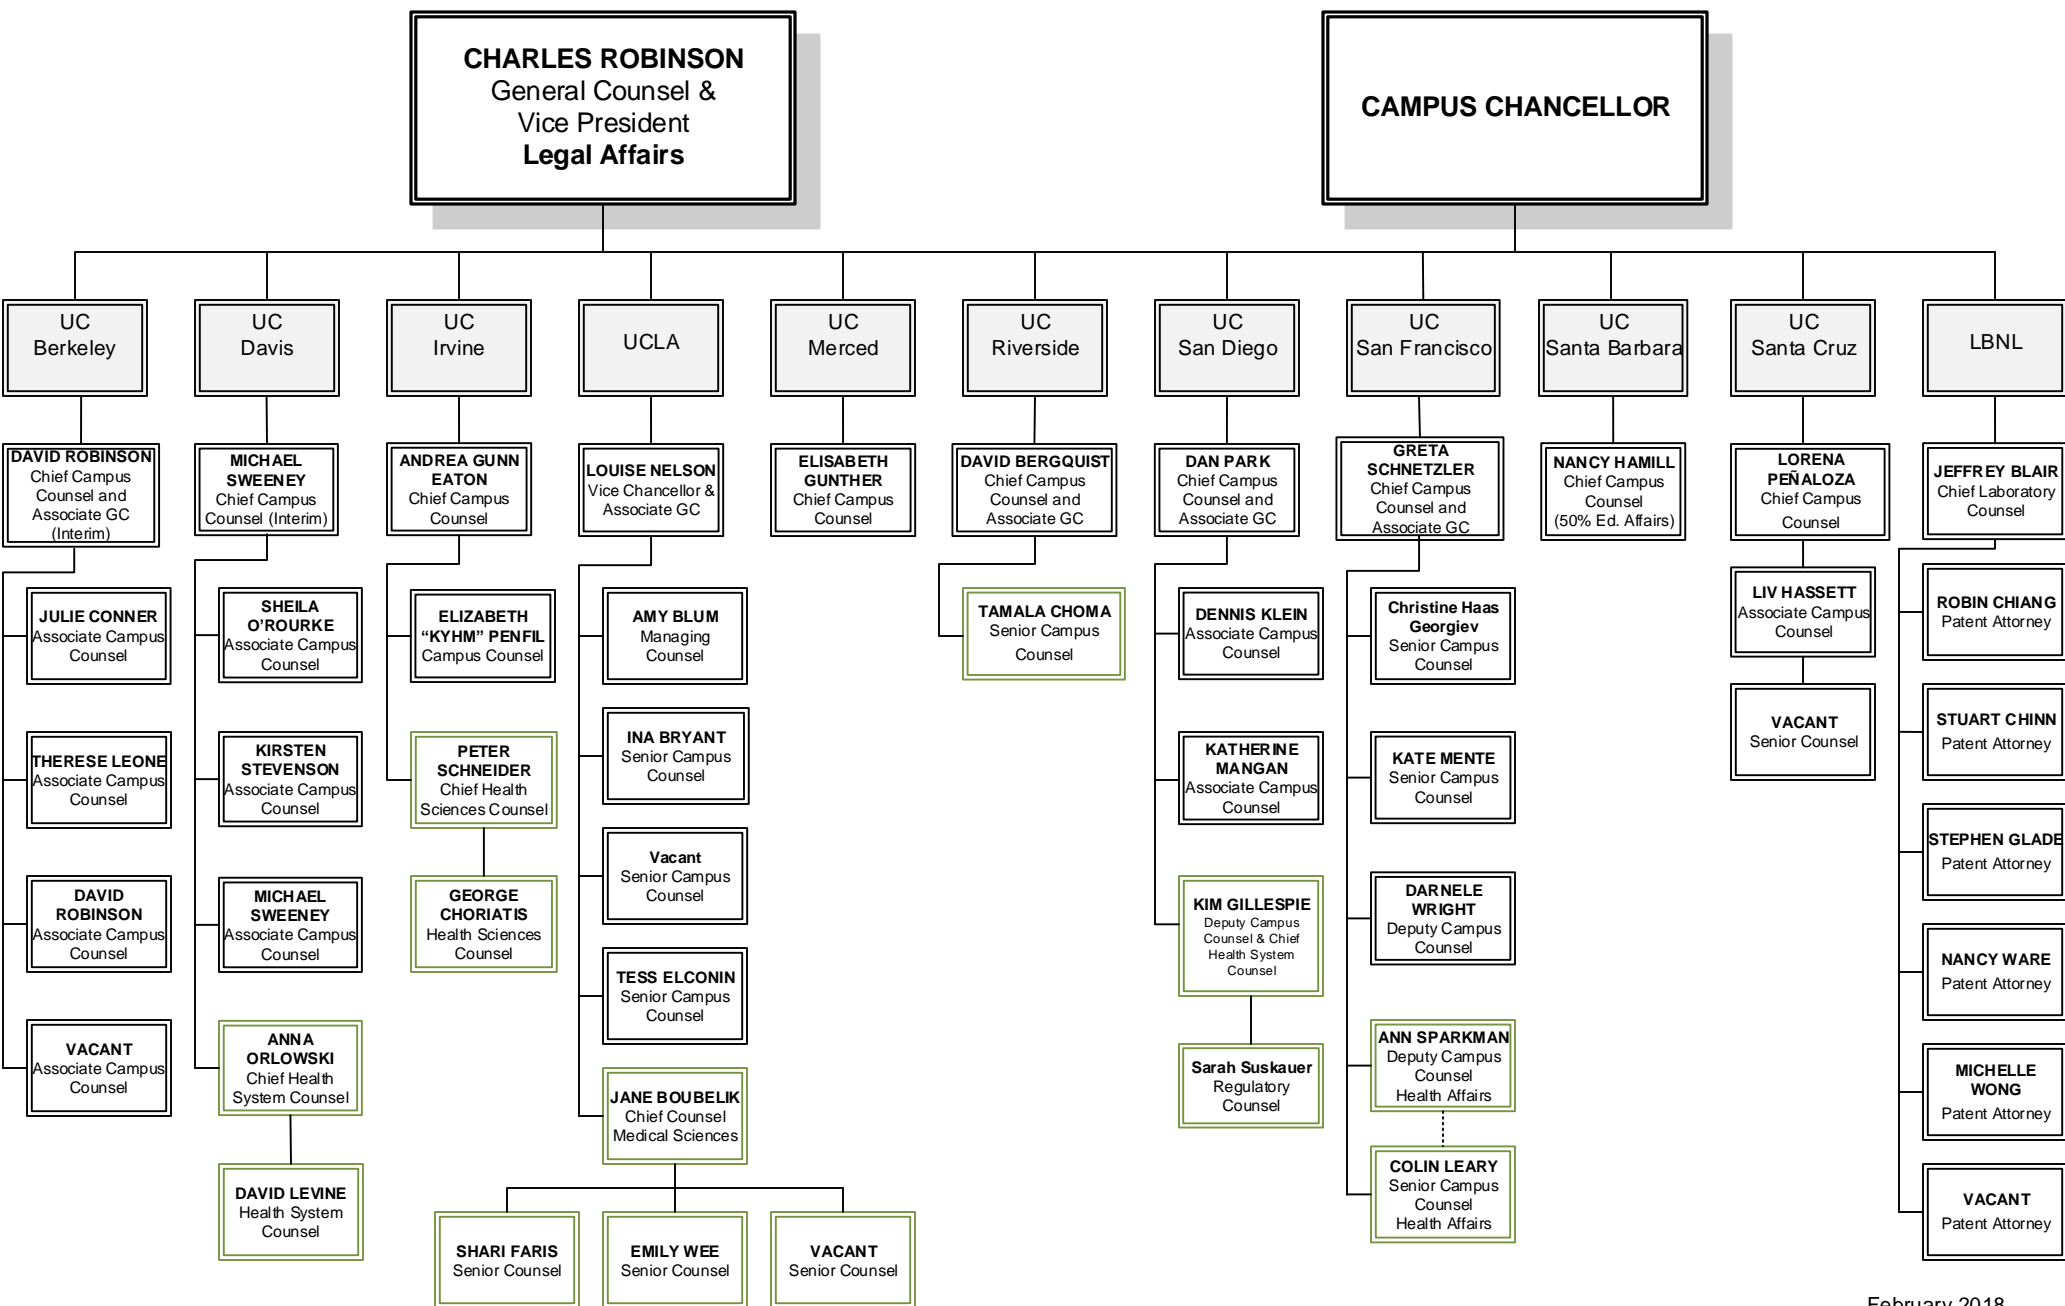 CHARLES ROBINSON
General Counsel &
Vice President
Legal Affairs
CAMPUS CHANCELLOR
UC
Berkeley
UC
Davis
UC
Irvine
UCLA
UC
Merced
UC
Riverside
UC
San Diego
UC
San Francisco
UC
Santa Barbara
UC
Santa Cruz
LBNL
DAVID ROBINSON
Chief Campus
Counsel and
Associate GC
(Interim)
MICHAEL
SWEENEY
Chief Campus
Counsel (Interim)
ANDREA GUNN
EATON
Chief Campus
Counsel
LOUISE NELSON
Vice Chancellor &
Associate GC
ELISABETH
GUNTHER
Chief Campus
Counsel
DAVID BERGQUIST
Chief Campus
Counsel and
Associate GC
DAN PARK
Chief Campus
Counsel and
Associate GC
GRETA
SCHNETZLER
Chief Campus
Counsel and
Associate GC
NANCY HAMILL
Chief Campus
Counsel
(50% Ed. Affairs)
LORENA
PEÑALOZA
Chief Campus
Counsel
JEFFREY BLAIR
Chief Laboratory
Counsel
JULIE CONNER
Associate Campus
Counsel
THERESE LEONE
Associate Campus
Counsel
DAVID
ROBINSON
Associate Campus
Counsel
VACANT
Associate Campus
Counsel
SHEILA
O’ROURKE
Associate Campus
Counsel
KIRSTEN
STEVENSON
Associate Campus
Counsel
MICHAEL
SWEENEY
Associate Campus
Counsel
ANNA
ORLOWSKI
Chief Health
System Counsel
DAVID LEVINE
Health System
Counsel
ELIZABETH
“KYHM” PENFIL
Campus Counsel
PETER
SCHNEIDER
Chief Health
Sciences Counsel
GEORGE
CHORIATIS
Health Sciences
Counsel
AMY BLUM
Managing
Counsel
INA BRYANT
Senior Campus
Counsel
Vacant
Senior Campus
Counsel
TESS ELCONIN
Senior Campus
Counsel
JANE BOUBELIK
Chief Counsel
Medical Sciences
SHARI FARIS
Senior Counsel
EMILY WEE
Senior Counsel
VACANT
Senior Counsel
TAMALA CHOMA
Senior Campus
Counsel
DENNIS KLEIN
Associate Campus
Counsel
KATHERINE
MANGAN
Associate Campus
Counsel
KIM GILLESPIE
Deputy Campus
Counsel & Chief
Health System
Counsel
Sarah Suskauer
Regulatory
Counsel
Christine Haas
Georgiev
Senior Campus
Counsel
KATE MENTE
Senior Campus
Counsel
DARNELE
WRIGHT
Deputy Campus
Counsel
ANN SPARKMAN
Deputy Campus
Counsel
Health Affairs
COLIN LEARY
Senior Campus
Counsel
Health Affairs
LIV HASSETT
Associate Campus
Counsel
VACANT
Senior Counsel
ROBIN CHIANG
Patent Attorney
STUART CHINN
Patent Attorney
STEPHEN GLADE
Patent Attorney
NANCY WARE
Patent Attorney
MICHELLE
WONG
Patent Attorney
VACANT
Patent Attorney
February 2018